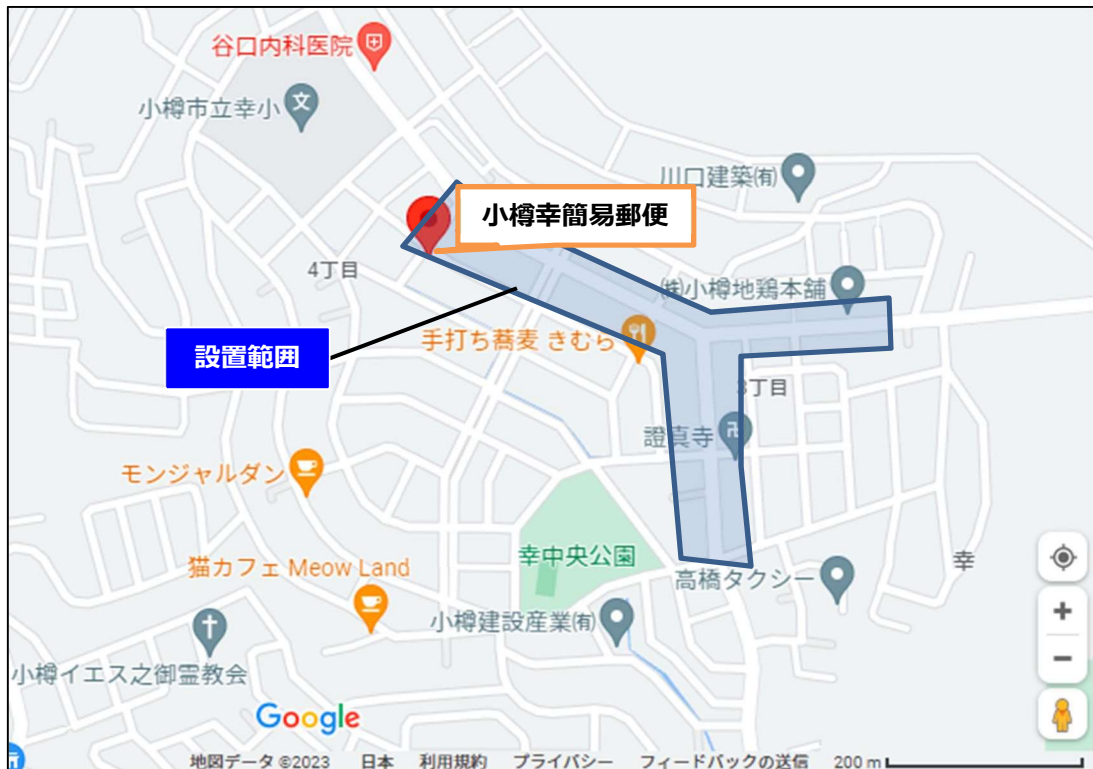 谷口内科医院
小樽市立幸小
川口建築㈲
小樽幸簡易郵便
4丁目
㈱小樽地鶏本舗
設置範囲
手打ち蕎麦 きむら
3丁目
證真寺
モンジャルダン
幸中央公園
幸
猫カフェ Meow Land
高橋タクシー
小樽建設産業㈲
小樽イエス之御霊教会
Google
地図データ ©2023 日本 利用規約 プライバシー フィードバックの送信 200 m